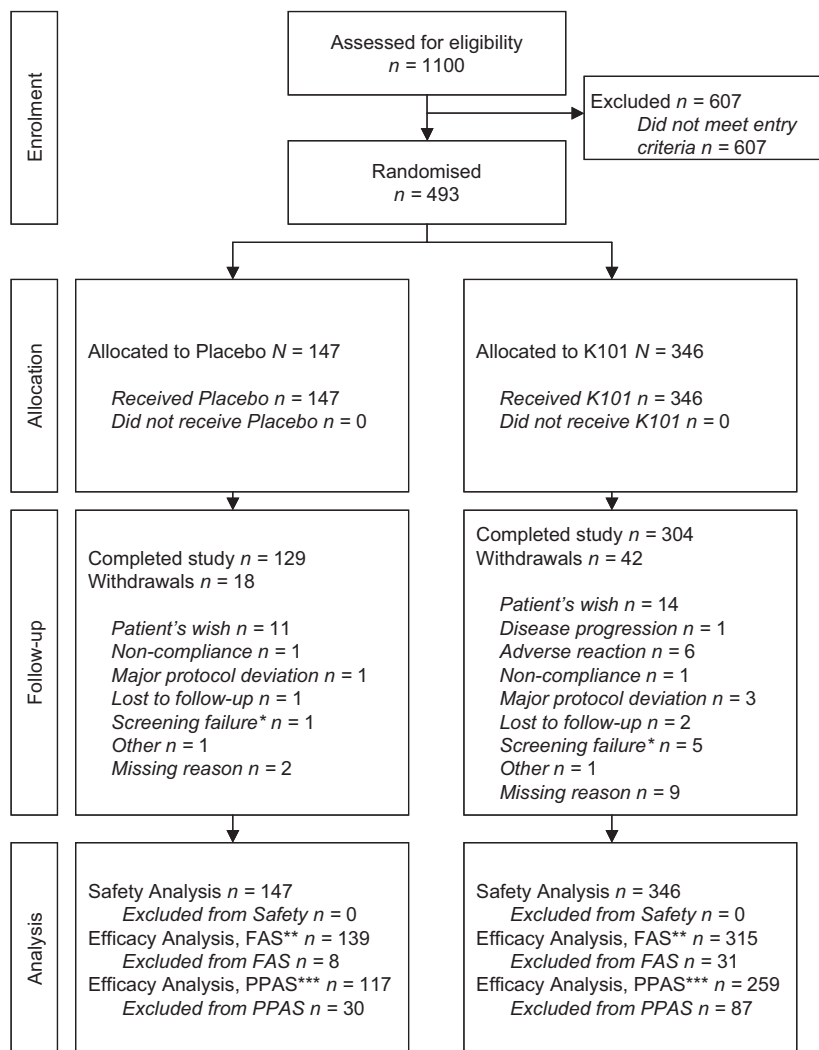 Enrolment
Assessed for eligibility
n = 1100
Excluded n = 607
Did not meet entry
criteria n = 607
Randomised
n = 493
Allocation
Allocated to Placebo N = 147
Received Placebo n = 147
Did not receive Placebo n = 0
Allocated to K101 N = 346
Received K101 n = 346
Did not receive K101 n = 0
Follow-up
Completed study n = 129
Withdrawals n = 18
Patient's wish n = 11
Non-compliance n = 1
Major protocol deviation n = 1
Lost to follow-up n = 1
Screening failure* n = 1
Other n = 1
Missing reason n = 2
Completed study n = 304
Withdrawals n = 42
Patient's wish n = 14
Disease progression n = 1
Adverse reaction n = 6
Non-compliance n = 1
Major protocol deviation n = 3
Lost to follow-up n = 2
Screening failure* n = 5
Other n = 1
Missing reason n = 9
Analysis
Safety Analysis n = 147
Excluded from Safety n = 0
Efficacy Analysis, FAS** n = 139
Excluded from FAS n = 8
Efficacy Analysis, PPAS*** n = 117
Excluded from PPAS n = 30
Safety Analysis n = 346
Excluded from Safety n = 0
Efficacy Analysis, FAS** n = 315
Excluded from FAS n = 31
Efficacy Analysis, PPAS*** n = 259
Excluded from PPAS n = 87